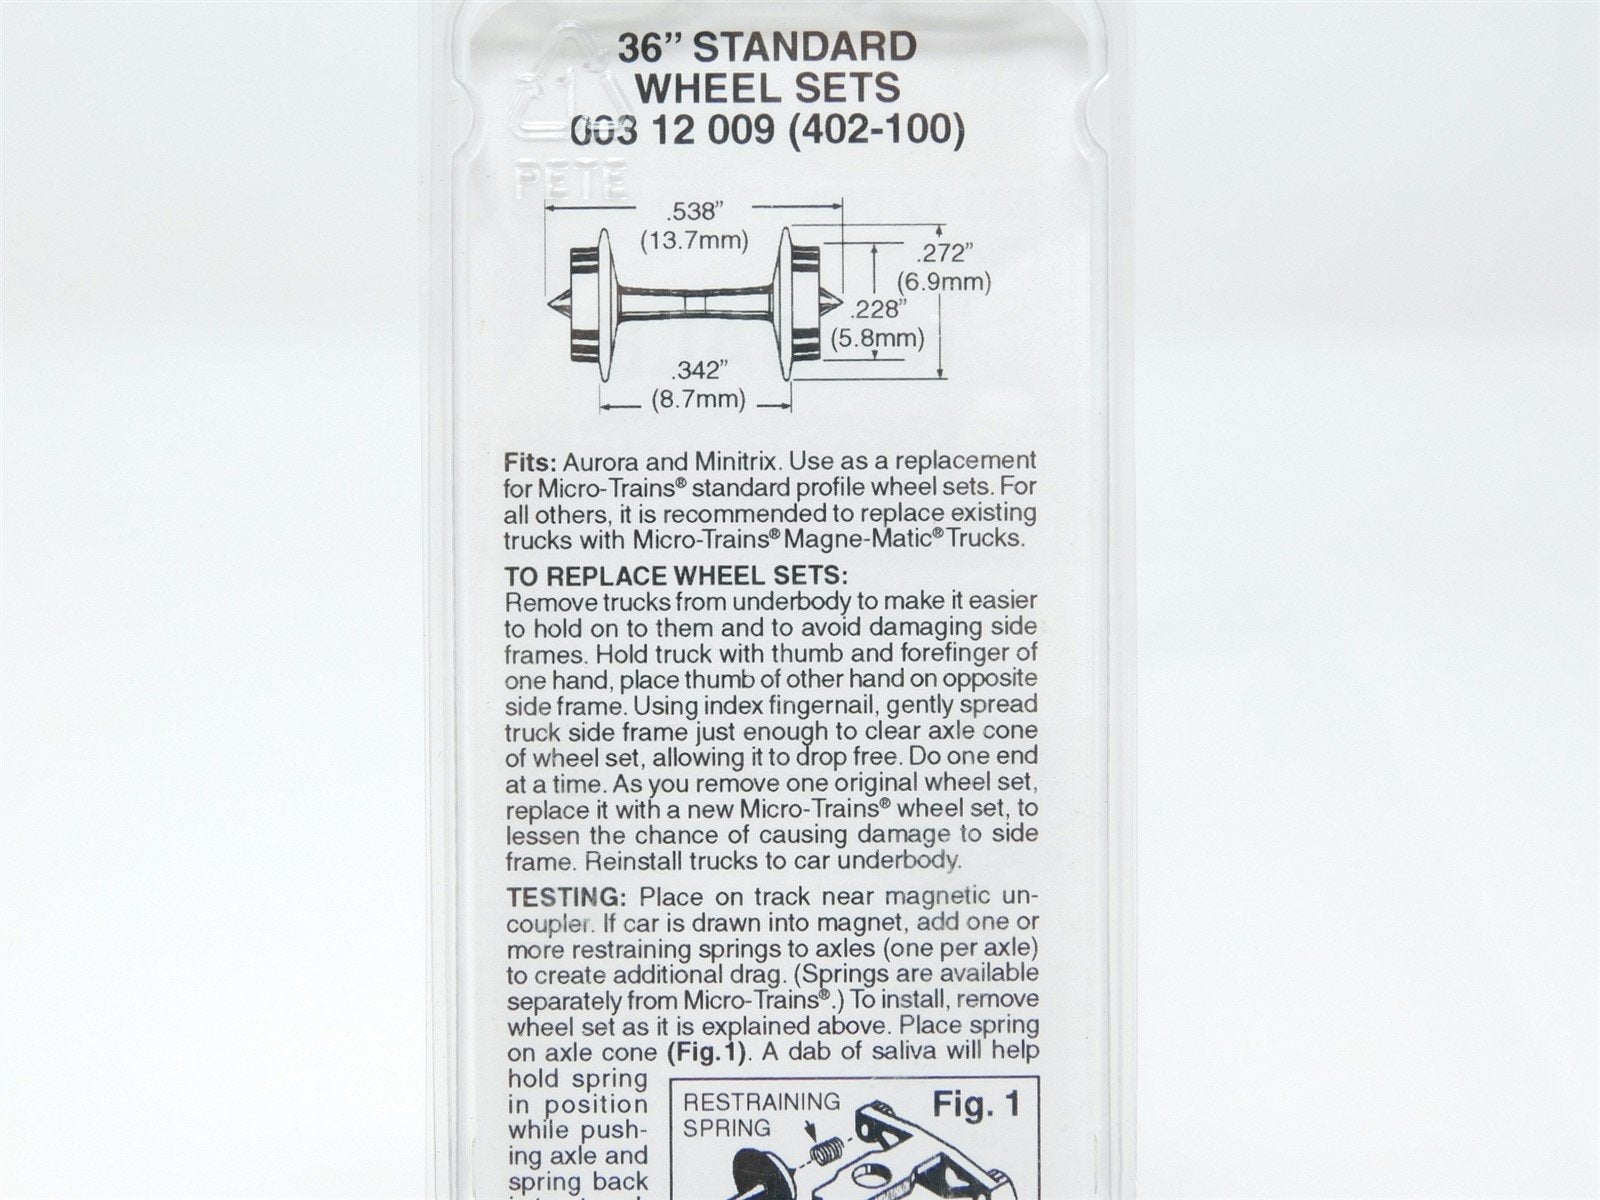 36" STANDARD
WHEEL SETS
003 12 009 (402-100)
1
PETE
.538"
(13.7mm)
.272"
(6.9mm)
.228"
(5.8mm)
.342"
(8.7mm)
Fits: Aurora and Minitrix. Use as a replacement
for Micro-Trains® standard profile wheel sets. For
all others, it is recommended to replace existing
trucks with Micro-Trains® Magne-Matic® Trucks.
TO REPLACE WHEEL SETS:
Remove trucks from underbody to make it easier
to hold on to them and to avoid damaging side
frames. Hold truck with thumb and forefinger of
one hand, place thumb of other hand on opposite
side frame. Using index fingernail, gently spread
truck side frame just enough to clear axle cone
of wheel set, allowing it to drop free. Do one end
at a time. As you remove one original wheel set,
replace it with a new Micro-Trains® wheel set, to
lessen the chance of causing damage to side
frame. Reinstall trucks to car underbody.
TESTING: Place on track near magnetic un-
coupler. If car is drawn into magnet, add one or
more restraining springs to axles (one per axle)
to create additional drag. (Springs are available
separately from Micro-Trains®.) To install, remove
wheel set as it is explained above. Place spring
on axle cone (Fig.1). A dab of saliva will help
hold spring
in position
while push-
ing axle and
spring back
RESTRAINING
SPRING
Fig. 1